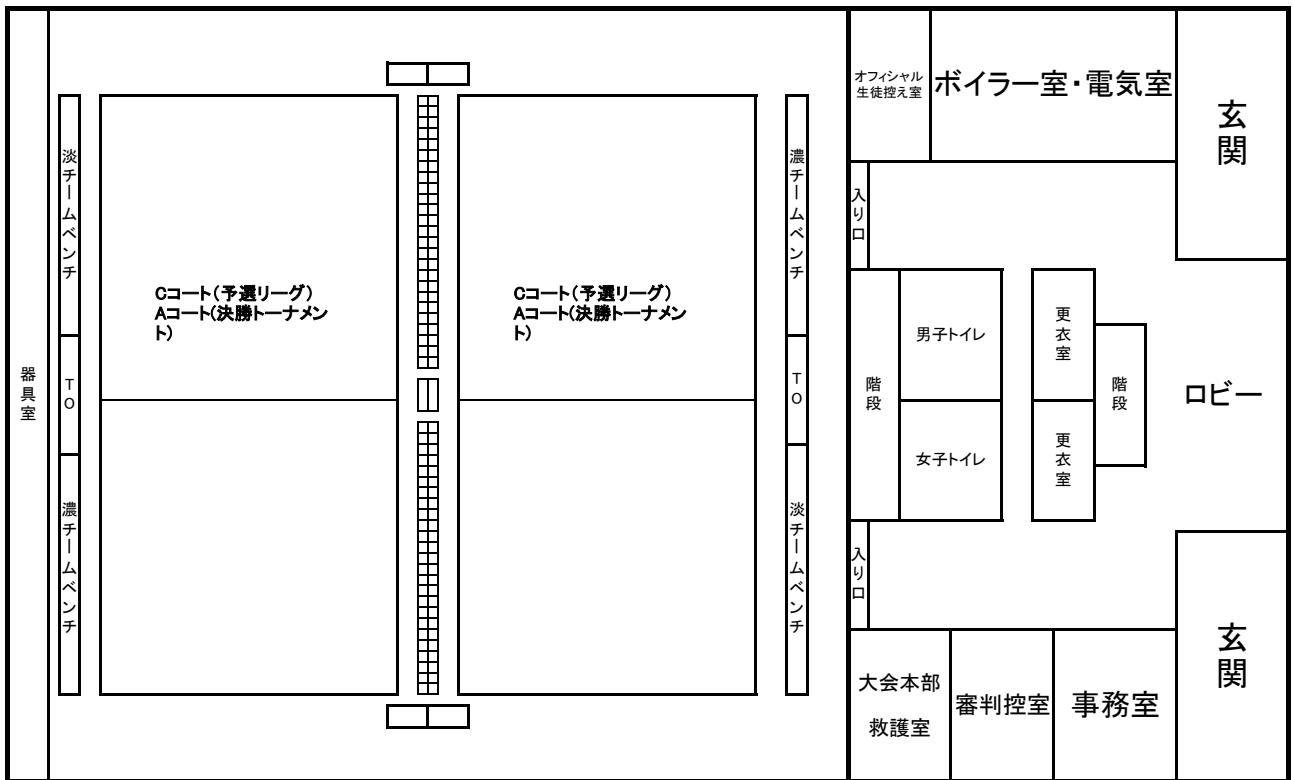 器具室
淡チームベンチ
TO
濃チームベンチ
Cコート(予選リーグ)
Aコート(決勝トーナメン
ト)
Cコート(予選リーグ)
Aコート(決勝トーナメン
ト)
濃チームベンチ
TO
淡チームベンチ
オフィシャル
生徒控え室
ボイラー室・電気室
玄関
入り口
階段
男子トイレ
女子トイレ
更衣室
更衣室
階段
ロビー
入り口
大会本部
救護室
審判控室
事務室
玄関